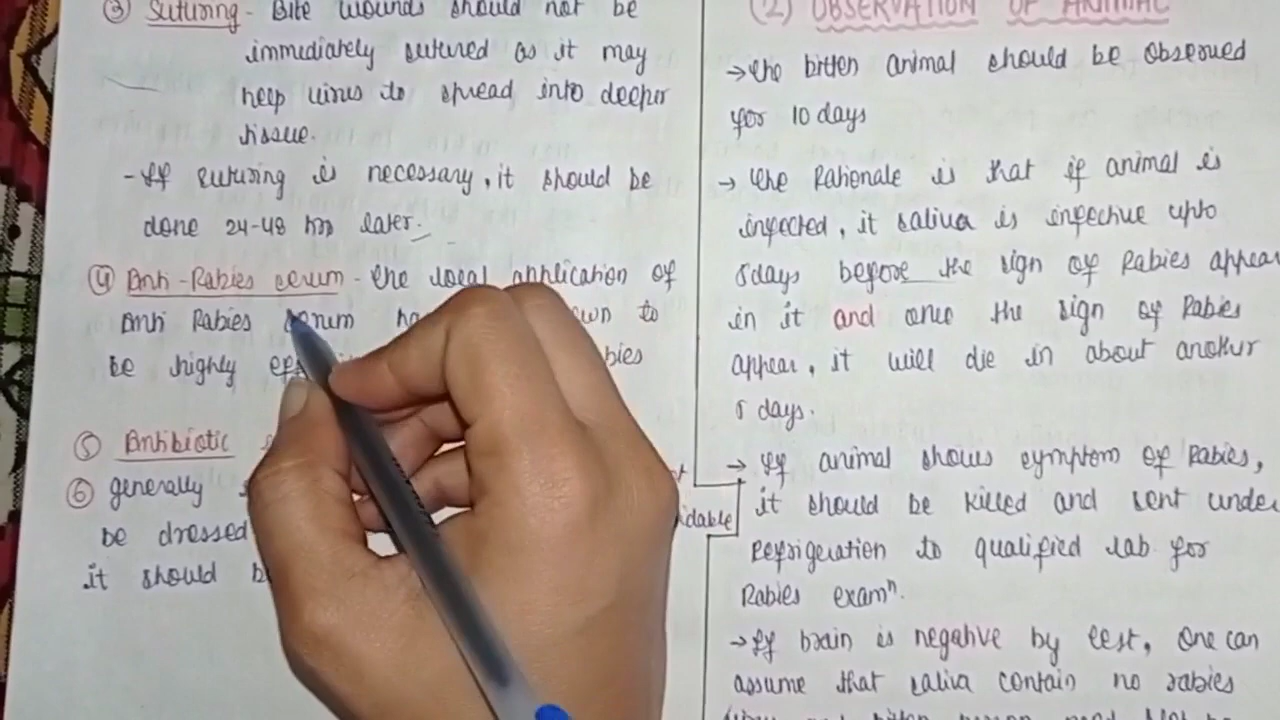 ③ Suturing - Bite wounds should not be
immediately sutured as it may
help virus to spread into deeper
tissue.
- If suturing is necessary, it should be
done 24-48 hrs later.
④ Anti-Rabies serum - the local application of
Anti Rabies serum to
be highly
⑤ Antibiotic
⑥ generally
be dressed
it should
(2) OBSERVATION OF ANIMAL
→ the bitten animal should be observed
for 10 days
→ the Rationale is that if animal is
infected, it saliva is infective upto
5days before the sign of Rabies appear
in it and once the sign of Rabies
appear, it will die in about another
5 days.
→ If animal shows symptom of Rabies,
it should be killed and sent under
Refrigeration to qualified lab for
Rabies examⁿ.
→ If brain is negative by test, one can
assume that saliva contain no rabies